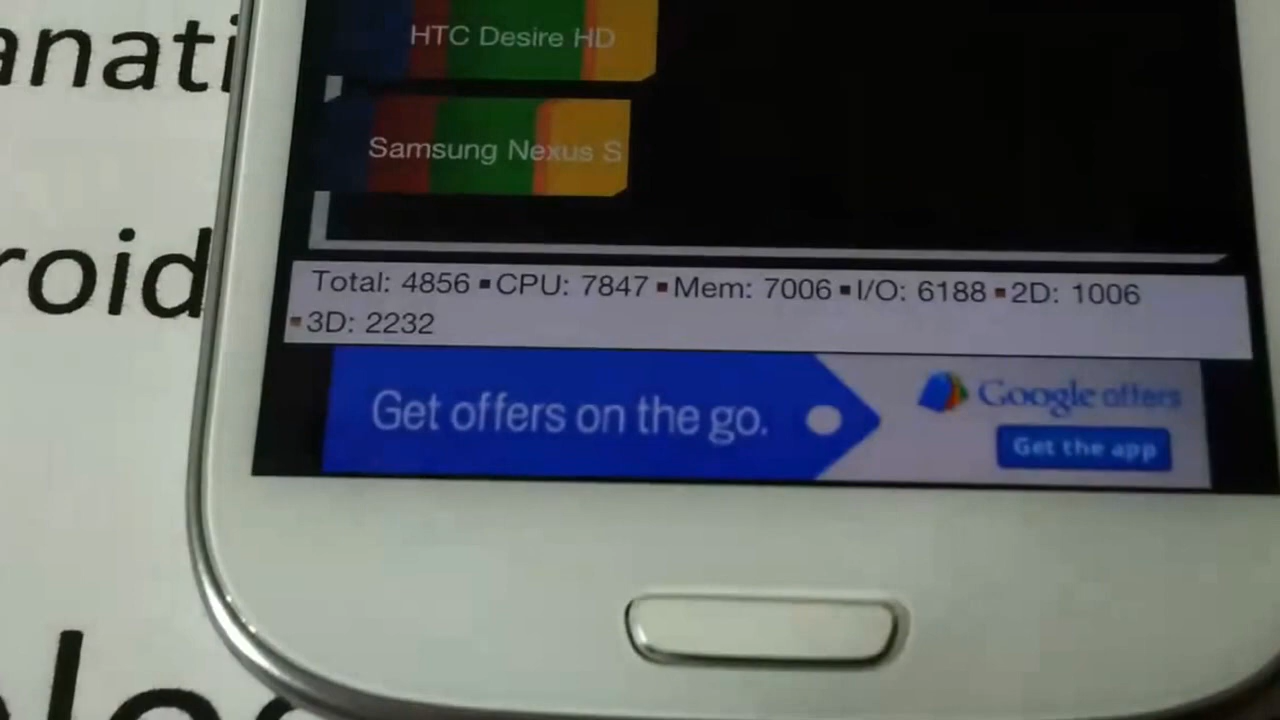 anati
HTC Desire HD
Samsung Nexus S
roid
Total: 4856 ▪ CPU: 7847 ▪ Mem: 7006 ▪ I/O: 6188 ▪ 2D: 1006
▪ 3D: 2232
Get offers on the go.
Google offers
Get the app